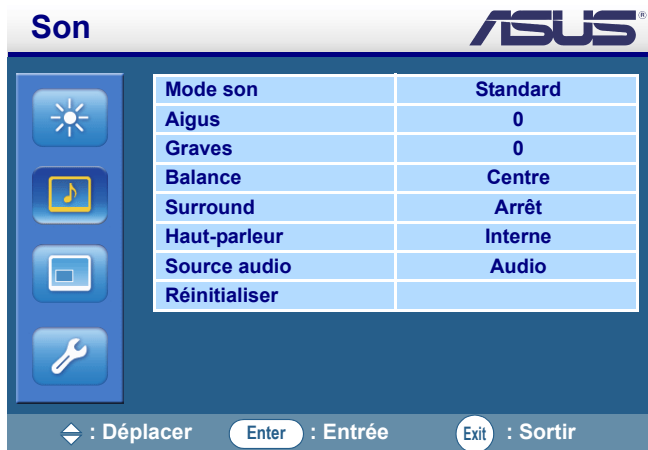 Son
ASUS®
Mode son Standard
Aigus 0
Graves 0
Balance Centre
Surround Arrêt
Haut-parleur Interne
Source audio Audio
Réinitialiser
: Déplacer Enter : Entrée Exit : Sortir